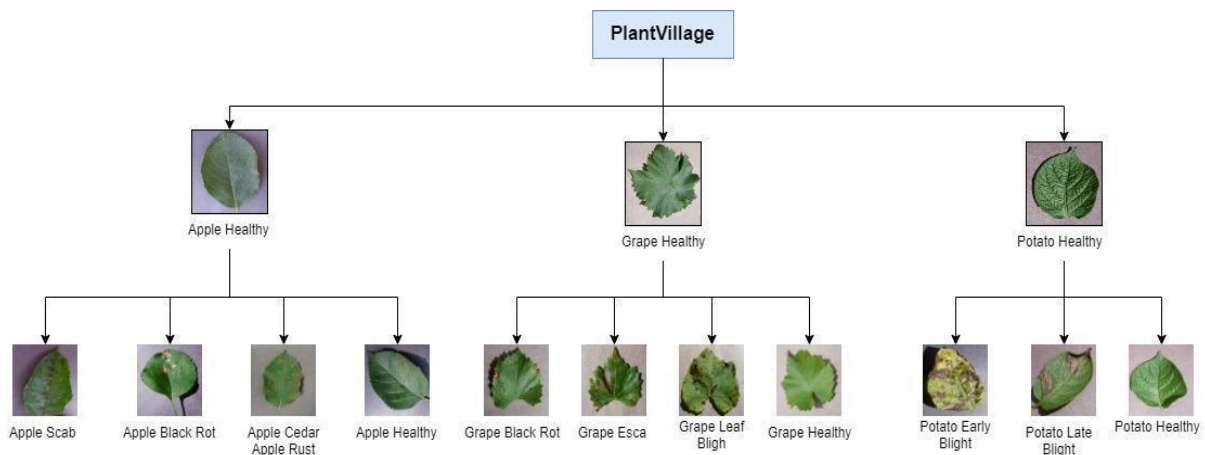 PlantVillage
Apple Healthy
Grape Healthy
Potato Healthy
Apple Scab
Apple Black Rot
Apple Cedar
Apple Rust
Apple Healthy
Grape Black Rot
Grape Esca
Grape Leaf
Bligh
Grape Healthy
Potato Early
Blight
Potato Late
Blight
Potato Healthy